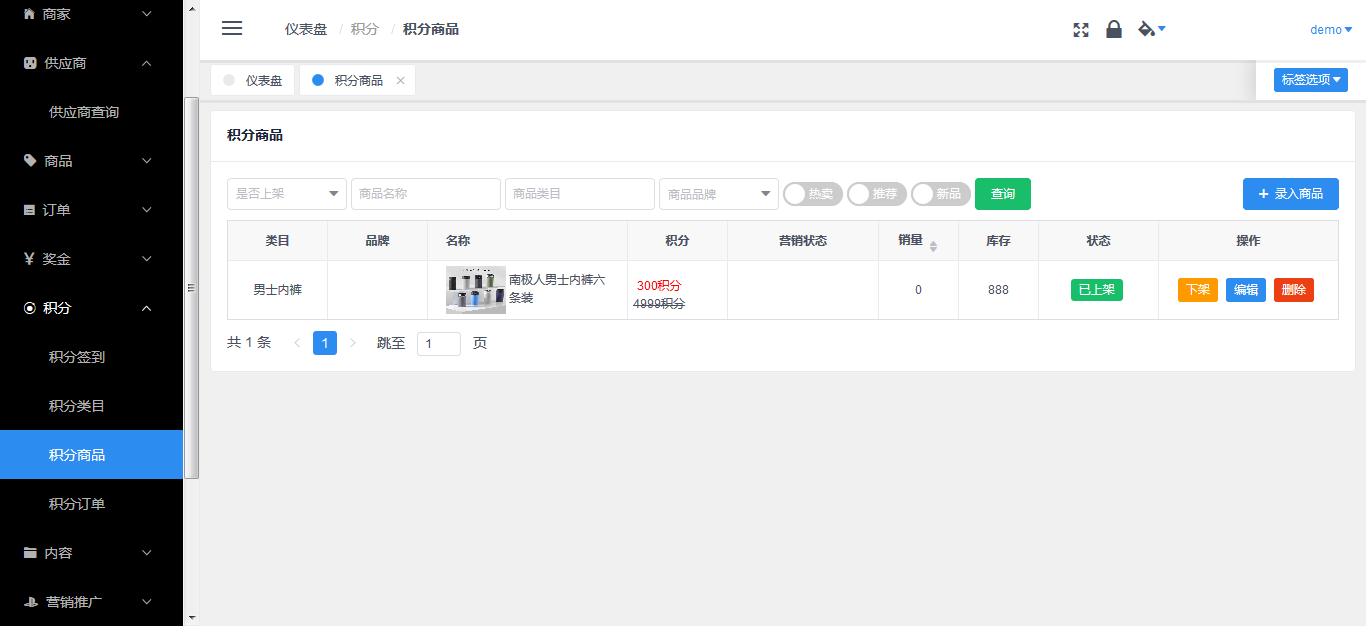 商家
供应商
供应商查询
商品
订单
奖金
积分
积分签到
积分类目
积分商品
积分订单
内容
营销推广
仪表盘 / 积分 / 积分商品
demo
仪表盘
积分商品
标签选项
积分商品
是否上架 商品名称 商品类目 商品品牌 热卖 推荐 新品 查询 + 录入商品
类目 品牌 名称 积分 营销状态 销量 库存 状态 操作
男士内裤 南极人男士内裤六 300积分 0 888 已上架 下架 编辑 删除
条装 4999积分
共 1 条 1 跳至 1 页